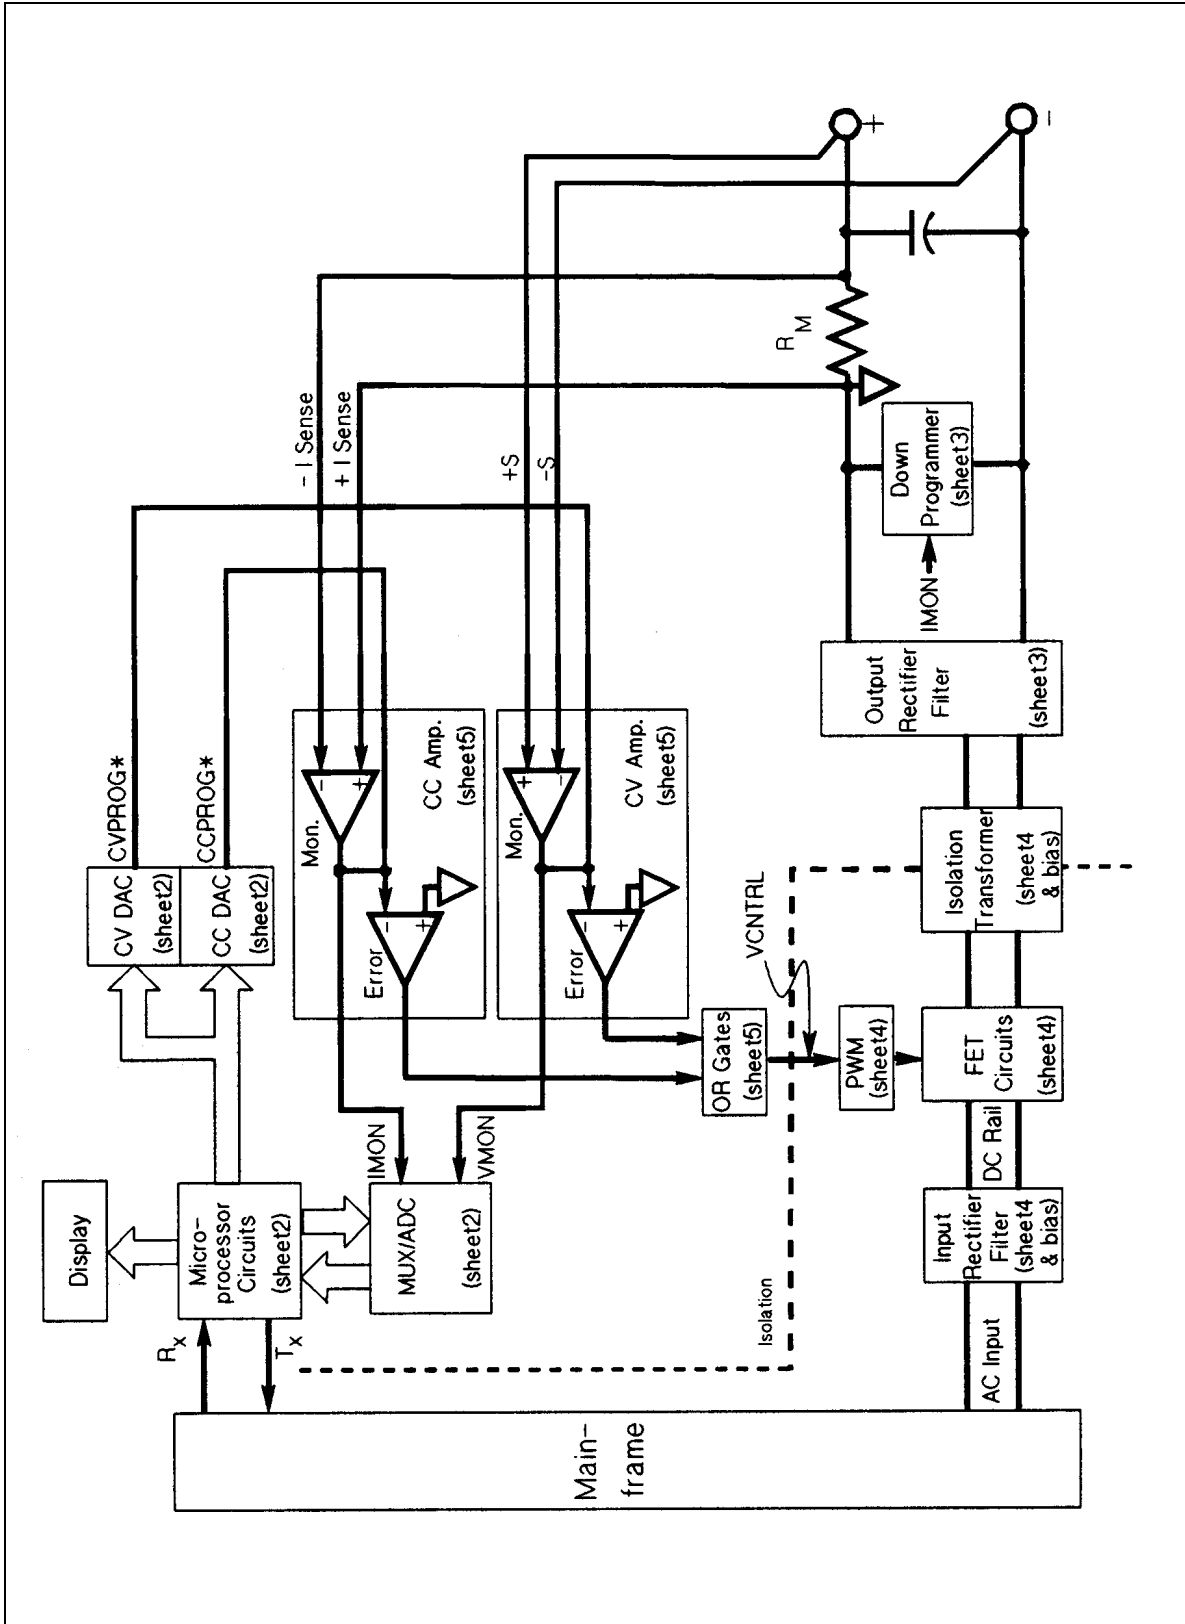 Display
Micro-
processor
Circuits
(sheet2)
Rx
Tx
MUX/ADC
(sheet2)
IMON
VMON
CV DAC
(sheet2)
CC DAC
(sheet2)
CVPROG*
CCPROG*
- I Sense
+ I Sense
+S
-S
Mon.
-
+
Error
-
+
CC Amp.
(sheet5)
Mon.
+
-
Error
-
+
CV Amp.
(sheet5)
OR Gates
(sheet5)
VCNTRL
Isolation
PWM
(sheet4)
Main-
frame
AC Input
Input
Rectifier
Filter
(sheet4
& bias)
DC Rail
FET
Circuits
(sheet4)
Isolation
Transformer
(sheet4
& bias)
Output
Rectifier
Filter
(sheet3)
IMON
Down
Programmer
(sheet3)
RM
+
-